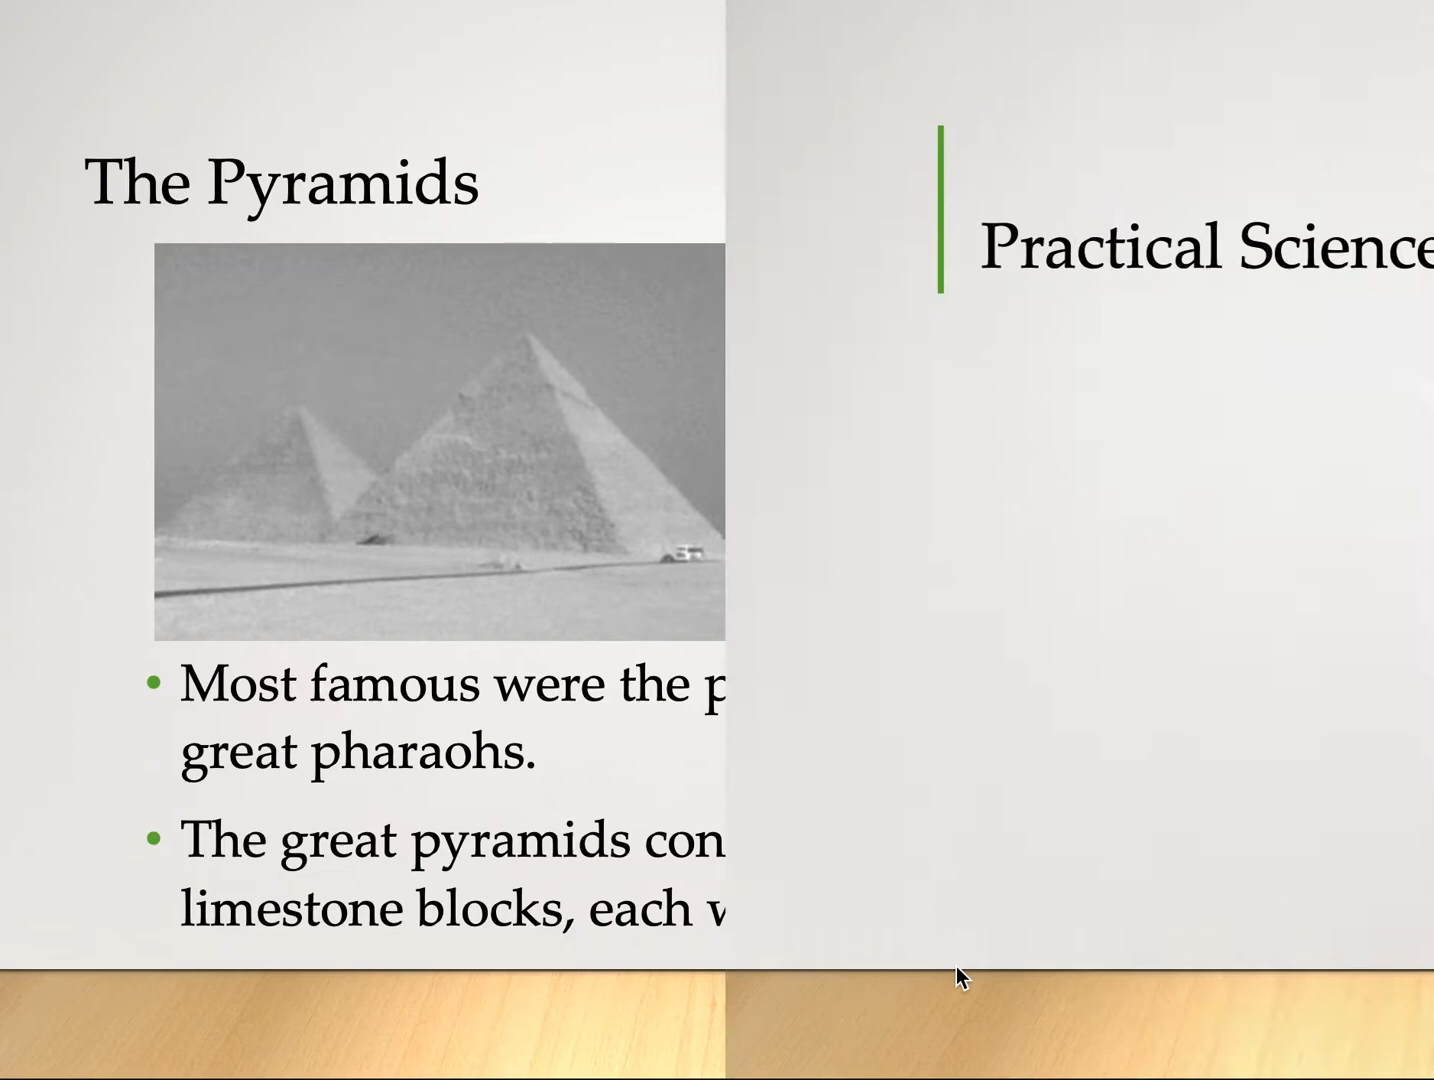 The Pyramids
Practical Science
• Most famous were the
great pharaohs.
• The great pyramids con
limestone blocks, each